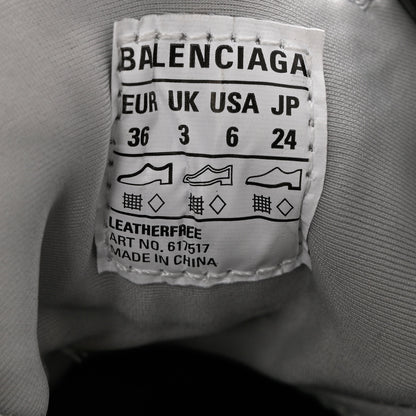 BALENCIAGA
EUR UK USA JP
36 3 6 24
LEATHERFREE
ART NO. 617517
MADE IN CHINA